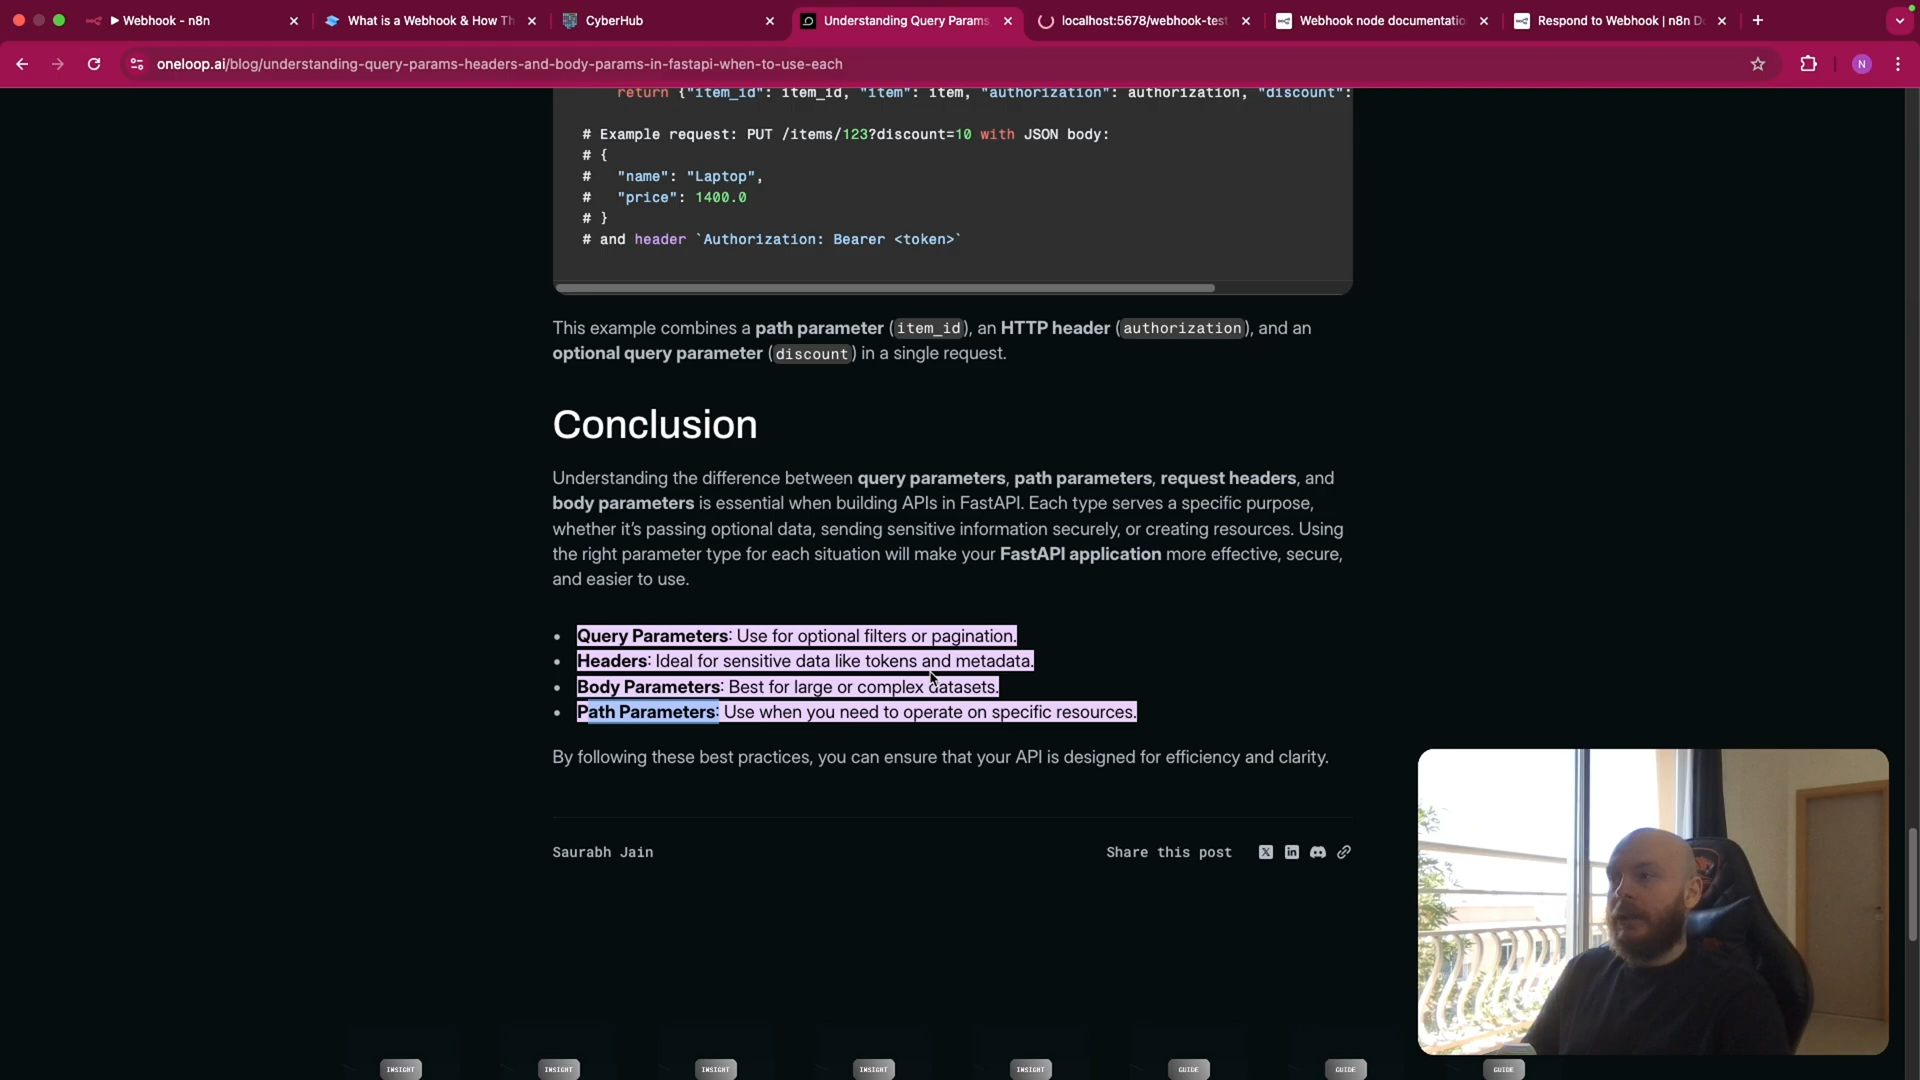 Webhook - n8n
What is a Webhook & How Th
CyberHub
Understanding Query Params
localhost:5678/webhook-test
Webhook node documentatio
Respond to Webhook | n8n D
oneloop.ai/blog/understanding-query-params-headers-and-body-params-in-fastapi-when-to-use-each
N
return {"item_id": item_id, "item": item, "authorization": authorization, "discount":
# Example request: PUT /items/123?discount=10 with JSON body:
# {
#   "name": "Laptop",
#   "price": 1400.0
# }
# and header `Authorization: Bearer <token>`
This example combines a path parameter (item_id), an HTTP header (authorization), and an
optional query parameter (discount) in a single request.
Conclusion
Understanding the difference between query parameters, path parameters, request headers, and
body parameters is essential when building APIs in FastAPI. Each type serves a specific purpose,
whether it's passing optional data, sending sensitive information securely, or creating resources. Using
the right parameter type for each situation will make your FastAPI application more effective, secure,
and easier to use.
• Query Parameters: Use for optional filters or pagination.
• Headers: Ideal for sensitive data like tokens and metadata.
• Body Parameters: Best for large or complex datasets.
• Path Parameters: Use when you need to operate on specific resources.
By following these best practices, you can ensure that your API is designed for efficiency and clarity.
Saurabh Jain
Share this post
INSIGHT
INSIGHT
INSIGHT
INSIGHT
INSIGHT
GUIDE
GUIDE
GUIDE